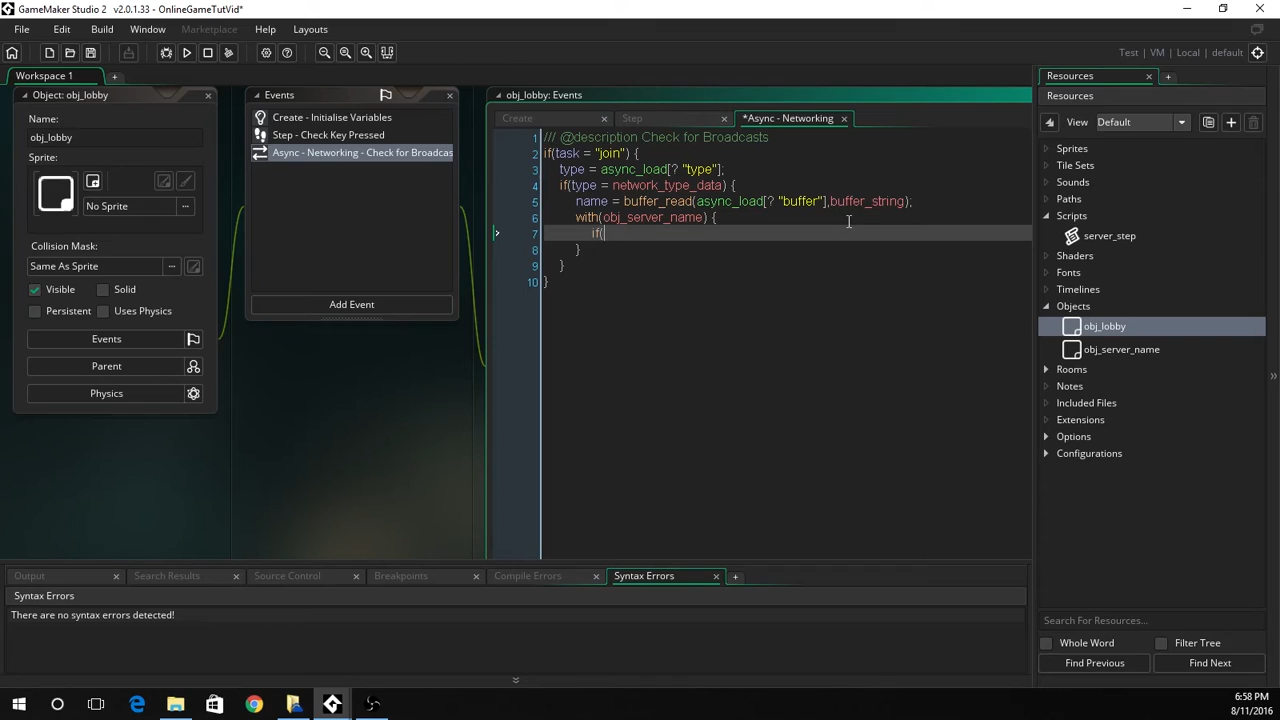 GameMaker Studio 2 v2.0.1.33 - OnlineGameTutVid*
File Edit Build Window Marketplace Help Layouts
Test | VM | Local | default
Workspace 1
Object: obj_lobby
Name:
obj_lobby
Sprite:
No Sprite
Collision Mask:
Same As Sprite
Visible Solid
Persistent Uses Physics
Events
Parent
Physics
Events
Create - Initialise Variables
Step - Check Key Pressed
Async - Networking - Check for Broadcas
Add Event
obj_lobby: Events
Create Step *Async - Networking
1 /// @description Check for Broadcasts
2 if(task = "join") {
3 type = async_load[? "type"];
4 if(type = network_type_data) {
5 name = buffer_read(async_load[? "buffer"],buffer_string);
6 with(obj_server_name) {
7 if(
8 }
9 }
10 }
Resources
Resources
View Default
Sprites
Tile Sets
Sounds
Paths
Scripts
server_step
Shaders
Fonts
Timelines
Objects
obj_lobby
obj_server_name
Rooms
Notes
Included Files
Extensions
Options
Configurations
Search For Resources...
Whole Word Filter Tree
Find Previous Find Next
Output Search Results Source Control Breakpoints Compile Errors Syntax Errors
Syntax Errors
There are no syntax errors detected!
6:58 PM
8/11/2016